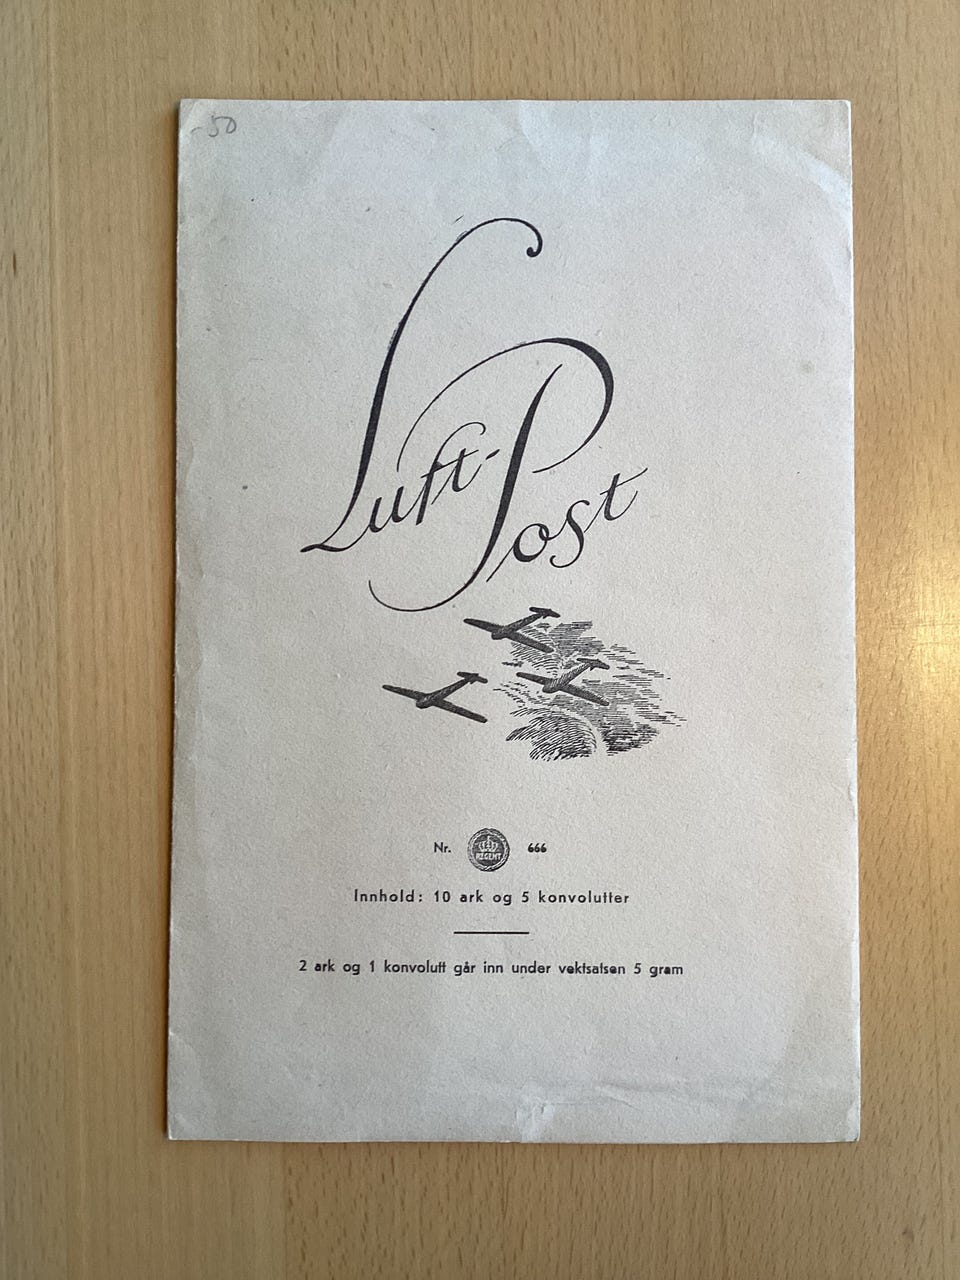 -50
Luft-
Post
Nr. REGENT 666
Innhold: 10 ark og 5 konvolutter
2 ark og 1 konvolutt går inn under vektsatsen 5 gram